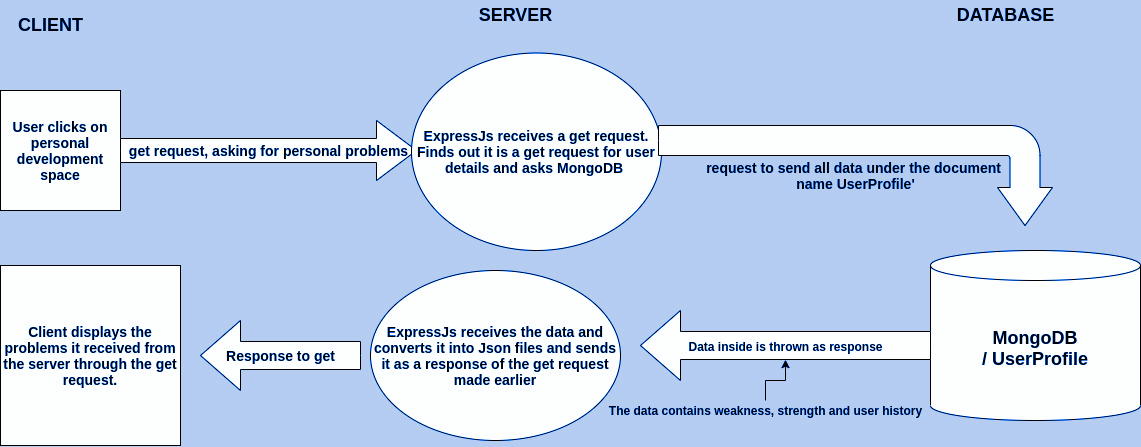 CLIENT
SERVER
DATABASE
User clicks on
personal
development
space
get request, asking for personal problems
ExpressJs receives a get request.
Finds out it is a get request for user
details and asks MongoDB
request to send all data under the document
name UserProfile'
MongoDB
/ UserProfile
Data inside is thrown as response
The data contains weakness, strength and user history
ExpressJs receives the data and
converts it into Json files and sends
it as a response of the get request
made earlier
Response to get
Client displays the
problems it received from
the server through the get
request.